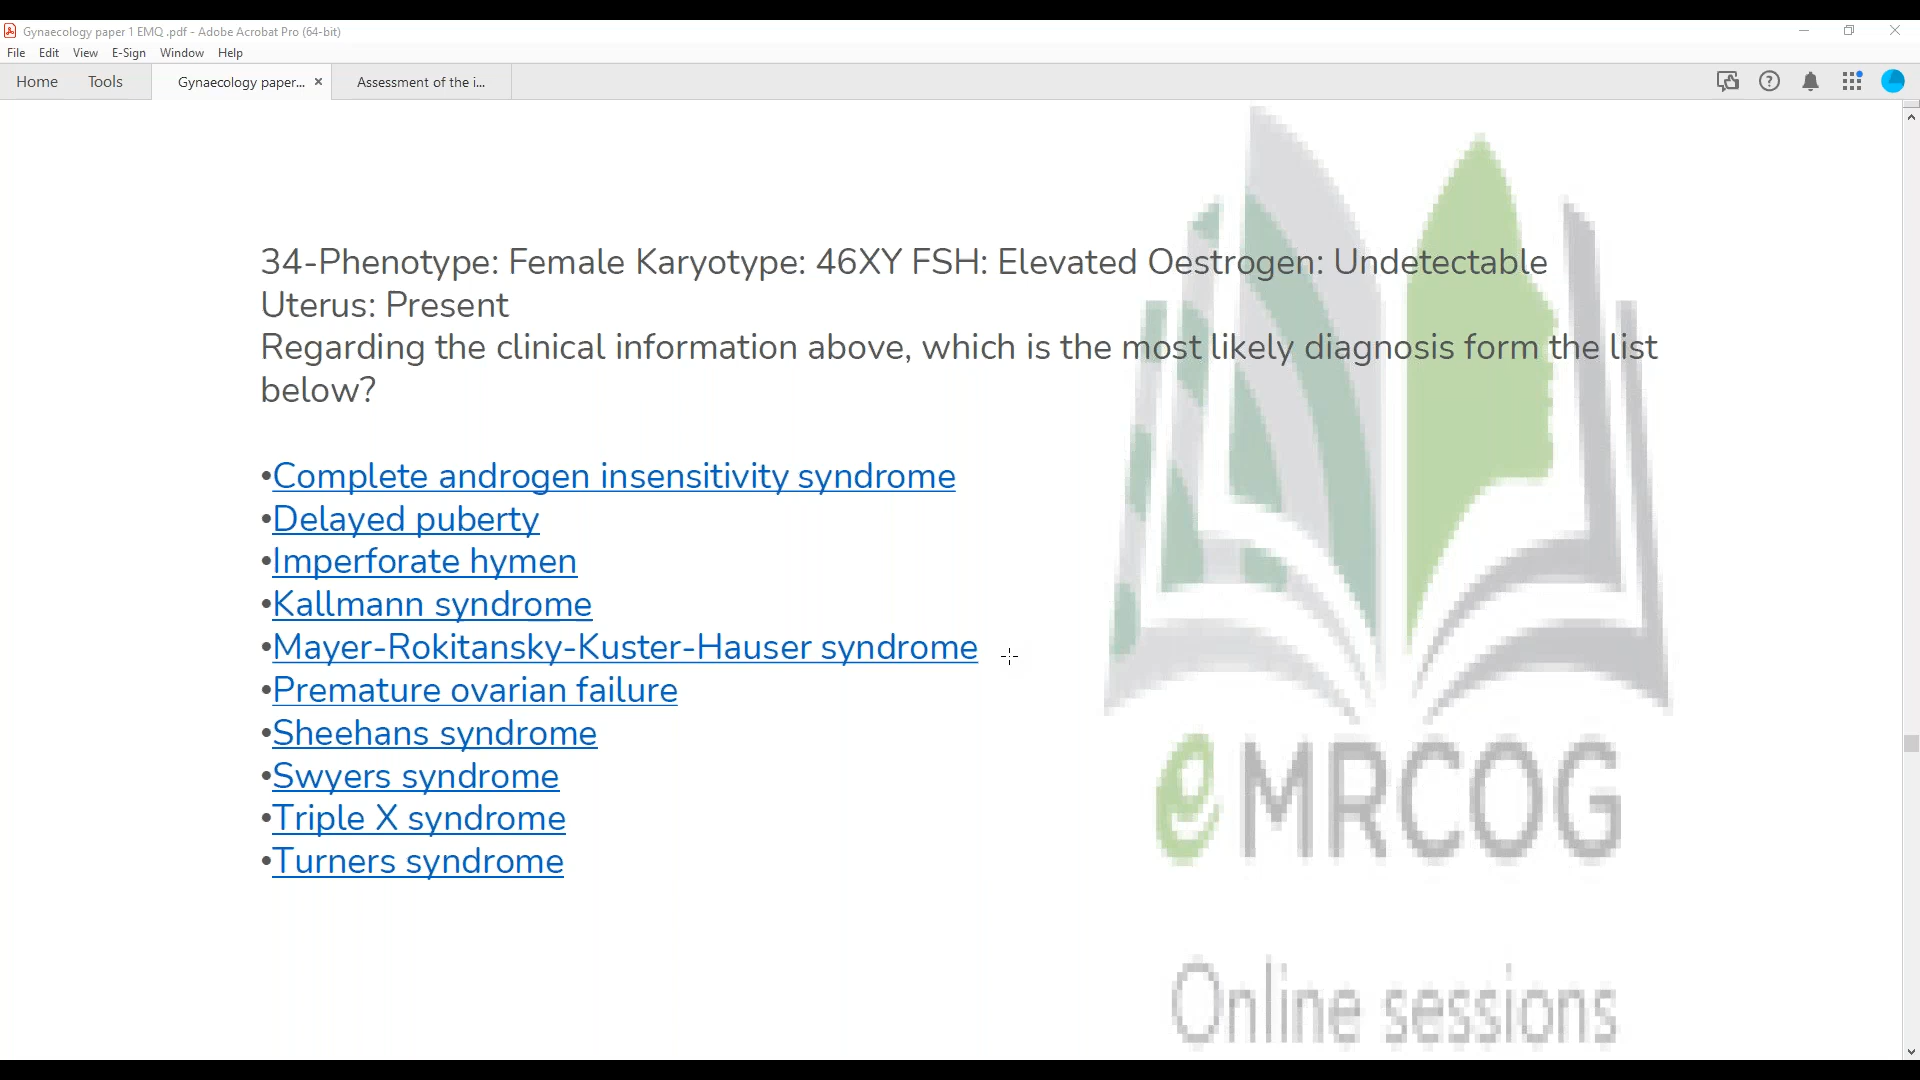 Gynaecology paper 1 EMQ .pdf - Adobe Acrobat Pro (64-bit)
File Edit View E-Sign Window Help
Home Tools Gynaecology paper... × Assessment of the i...
34-Phenotype: Female Karyotype: 46XY FSH: Elevated Oestrogen: Undetectable
Uterus: Present
Regarding the clinical information above, which is the most likely diagnosis form the list
below?
•Complete androgen insensitivity syndrome
•Delayed puberty
•Imperforate hymen
•Kallmann syndrome
•Mayer-Rokitansky-Kuster-Hauser syndrome
•Premature ovarian failure
•Sheehans syndrome
•Swyers syndrome
•Triple X syndrome
•Turners syndrome
eMRCOG
Online sessions